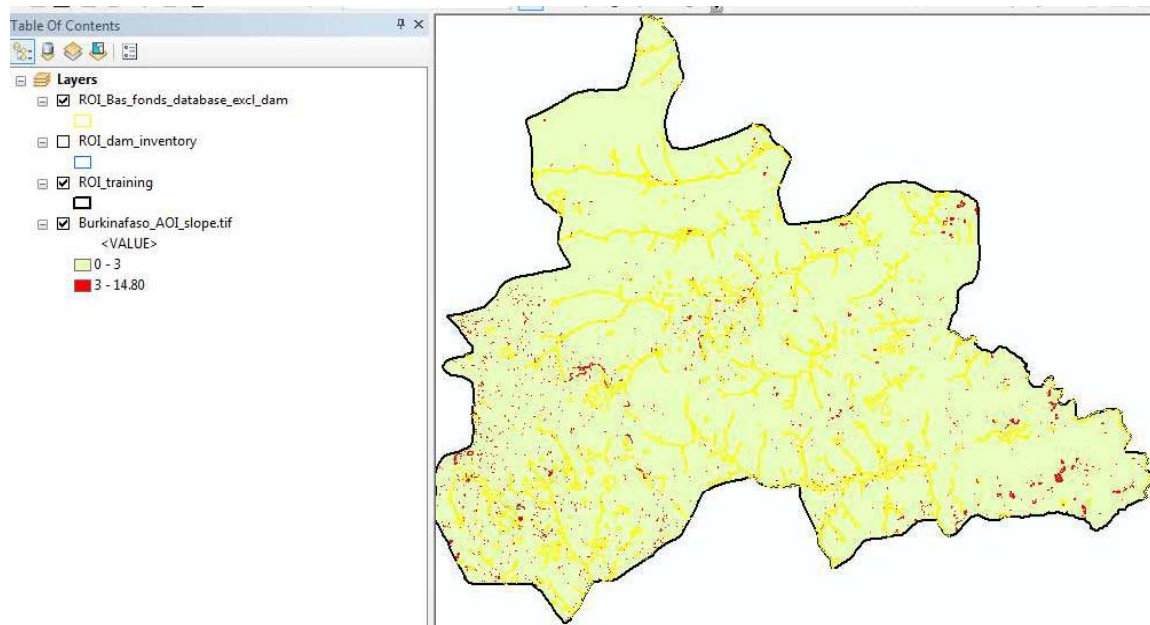 Table Of Contents
Layers
ROI_Bas_fonds_database_excl_dam
ROI_dam_inventory
ROI_training
Burkinafaso_AOI_slope.tif
<VALUE>
0 - 3
3 - 14.80